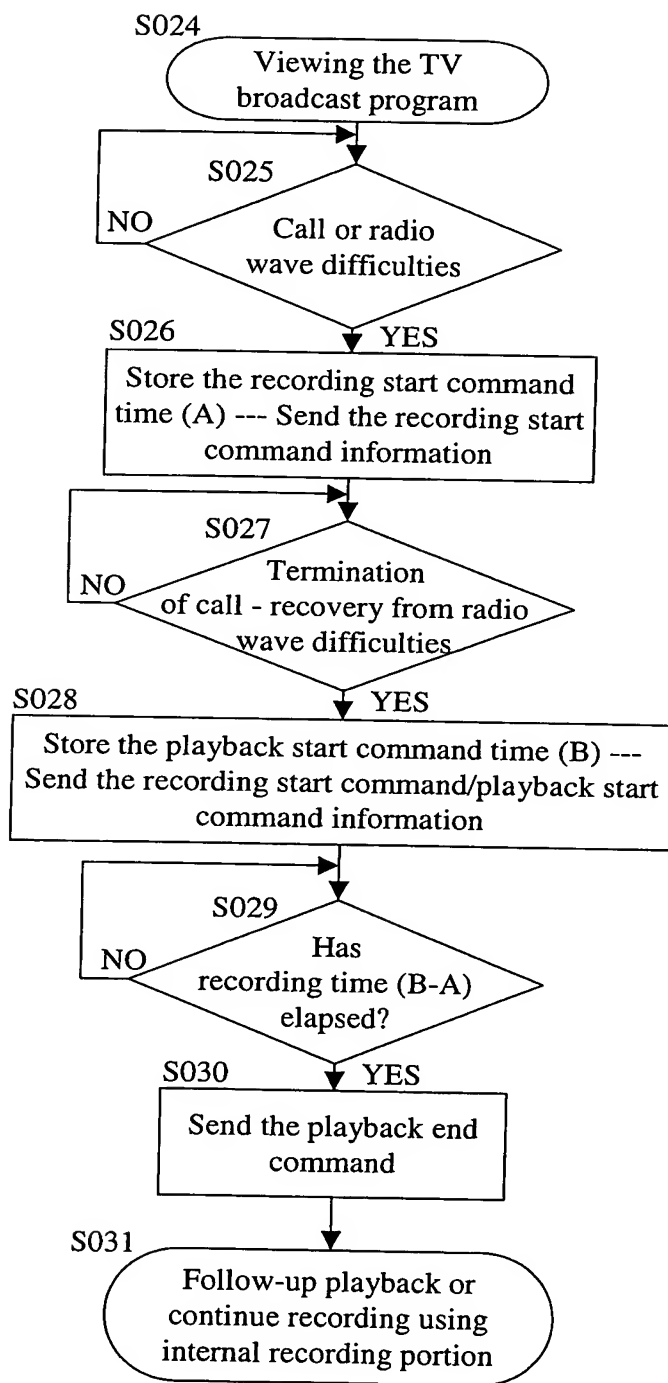 S024
Viewing the TV
broadcast program
S025
NO
Call or radio
wave difficulties
YES
S026
Store the recording start command
time (A) --- Send the recording start
command information
S027
NO
Termination
of call - recovery from radio
wave difficulties
YES
S028
Store the playback start command time (B) ---
Send the recording start command/playback start
command information
S029
NO
Has
recording time (B-A)
elapsed?
YES
S030
Send the playback end
command
S031
Follow-up playback or
continue recording using
internal recording portion